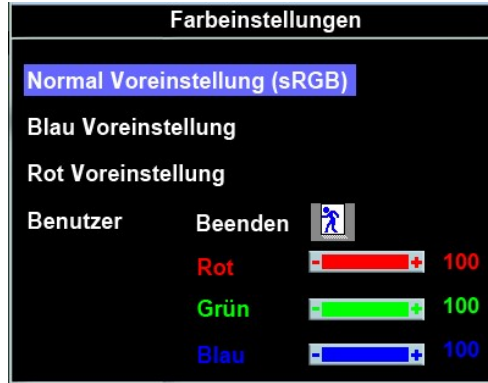 Farbeinstellungen
Normal Voreinstellung (sRGB)
Blau Voreinstellung
Rot Voreinstellung
Benutzer Beenden
Rot - + 100
Grün - + 100
Blau - + 100